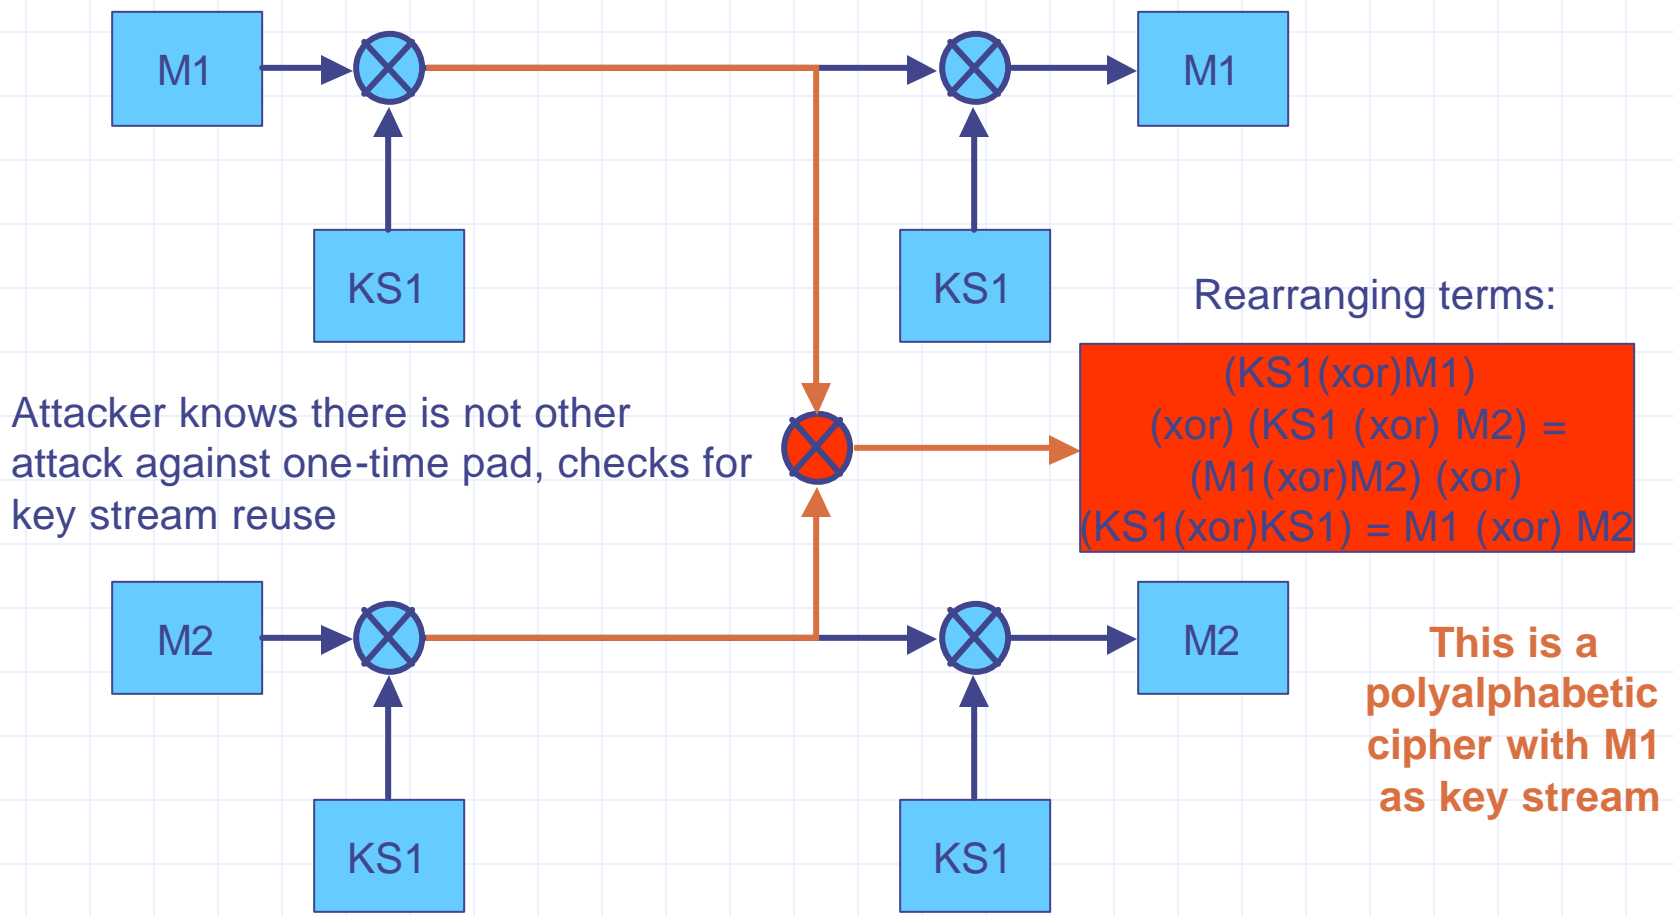 M1
M1
KS1
KS1
Rearranging terms:
(KS1(xor)M1)
(xor) (KS1 (xor) M2) =
(M1(xor)M2) (xor)
(KS1(xor)KS1) = M1 (xor) M2
Attacker knows there is not other
attack against one-time pad, checks for
key stream reuse
M2
M2
This is a
polyalphabetic
cipher with M1
as key stream
KS1
KS1